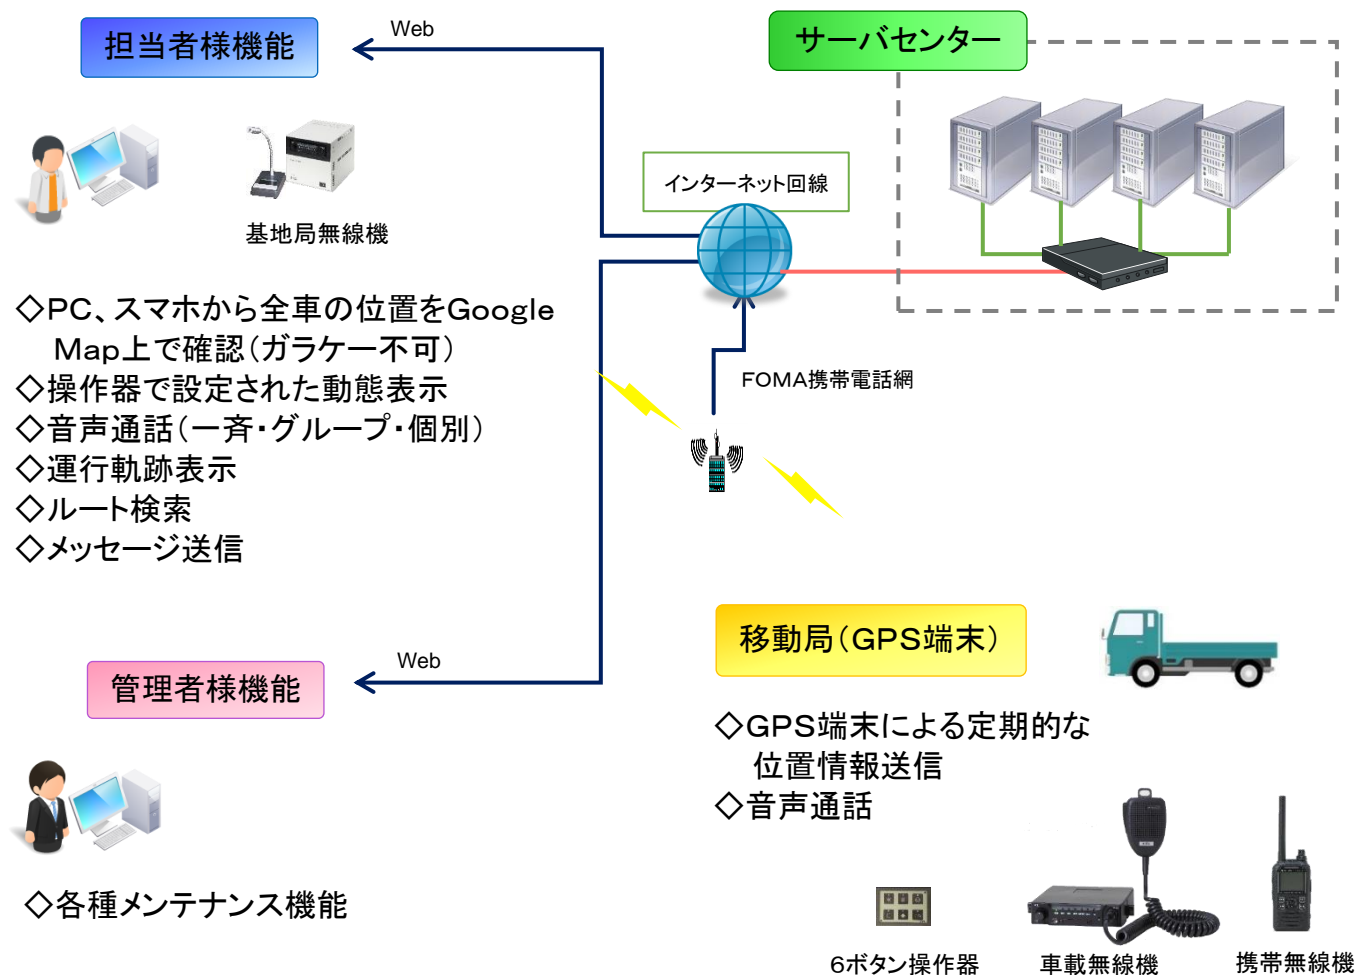 担当者様機能
Web
サーバセンター
インターネット回線
基地局無線機
◇PC、スマホから全車の位置をGoogle
Map上で確認(ガラケー不可)
◇操作器で設定された動態表示
◇音声通話(一斉・グループ・個別)
◇運行軌跡表示
◇ルート検索
◇メッセージ送信
FOMA携帯電話網
管理者様機能
Web
◇各種メンテナンス機能
移動局(GPS端末)
◇GPS端末による定期的な
位置情報送信
◇音声通話
6ボタン操作器
車載無線機
携帯無線機